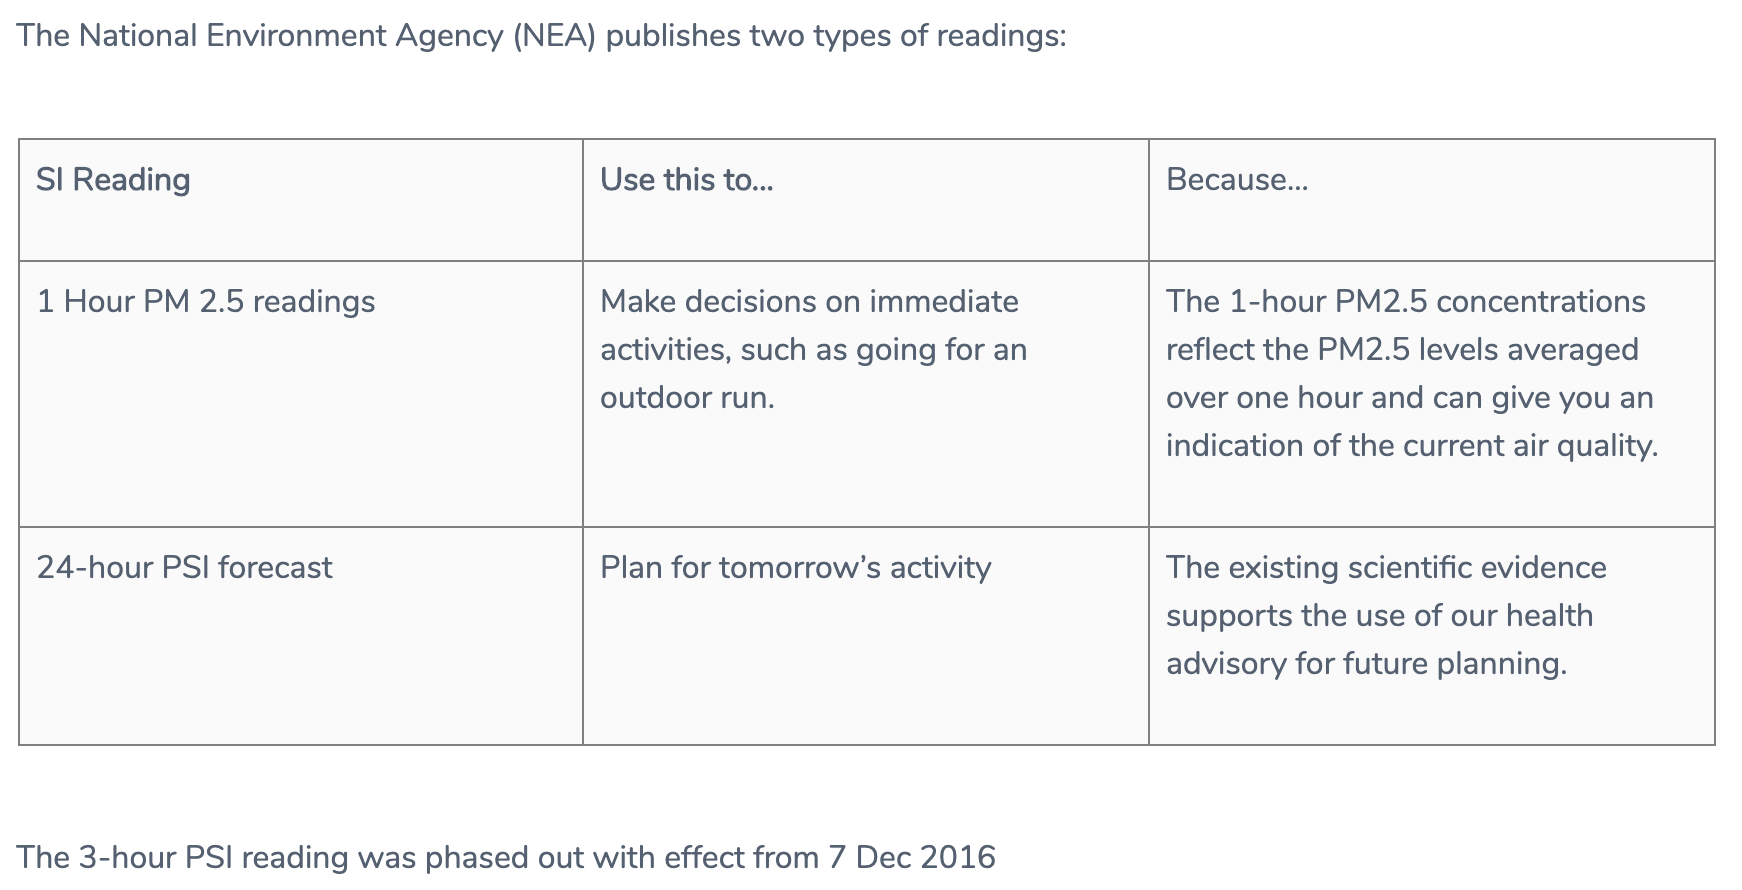 The National Environment Agency (NEA) publishes two types of readings:
SI Reading
Use this to...
Because...
1 Hour PM 2.5 readings
Make decisions on immediate
activities, such as going for an
outdoor run.
The 1-hour PM2.5 concentrations
reflect the PM2.5 levels averaged
over one hour and can give you an
indication of the current air quality.
24-hour PSI forecast
Plan for tomorrow’s activity
The existing scientific evidence
supports the use of our health
advisory for future planning.
The 3-hour PSI reading was phased out with effect from 7 Dec 2016